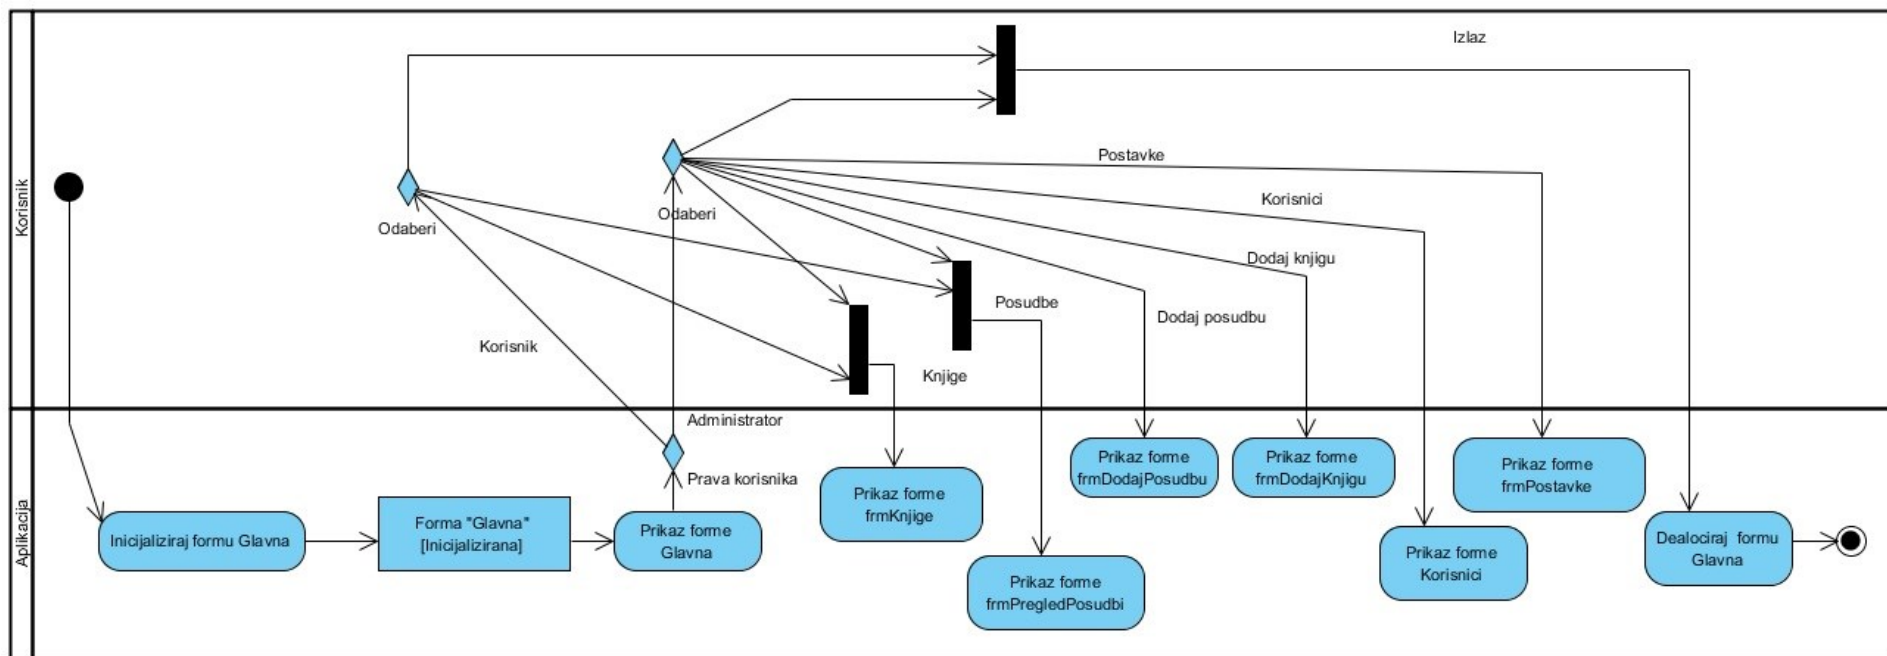 Izlaz
Korisnik
Postavke
Korisnici
Odaberi
Odaberi
Dodaj knjigu
Posudbe
Dodaj posudbu
Korisnik
Knjige
Aplikacija
Administrator
Prava korisnika
Inicijaliziraj formu Glavna
Forma "Glavna"
[Inicijalizirana]
Prikaz forme
Glavna
Prikaz forme
frmKnjige
Prikaz forme
frmPregledPosudbi
Prikaz forme
frmDodajPosudbu
Prikaz forme
frmDodajKnjigu
Prikaz forme
Korisnici
Prikaz forme
frmPostavke
Dealociraj formu
Glavna